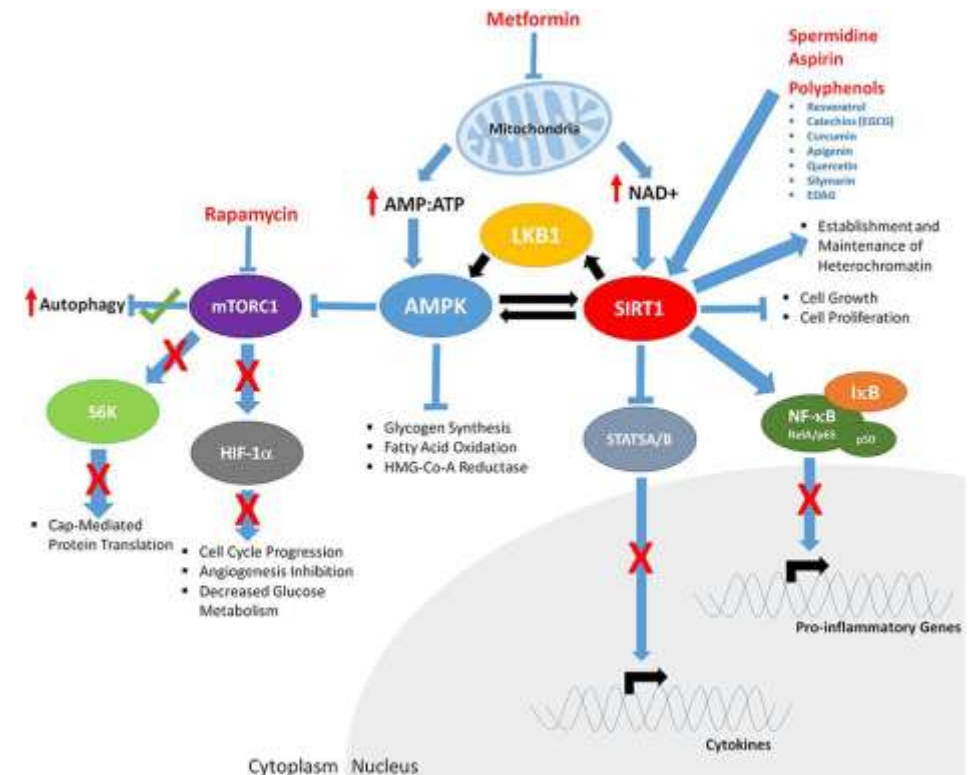 Metformin
Spermidine
Aspirin
Polyphenols
Resveratrol
Catechins (EGCG)
Curcumin
Apigenin
Quercetin
Silymarin
EDAG
Mitochondria
AMP:ATP
NAD+
Rapamycin
LKB1
Establishment and
Maintenance of
Heterochromatin
Autophagy
mTORC1
AMPK
SIRT1
Cell Growth
Cell Proliferation
S6K
HIF-1α
Glycogen Synthesis
Fatty Acid Oxidation
HMG-Co-A Reductase
STAT5A/B
IκB
NF-κB
RelA/p65
p50
Cap-Mediated
Protein Translation
Cell Cycle Progression
Angiogenesis Inhibition
Decreased Glucose
Metabolism
Pro-inflammatory Genes
Cytokines
Cytoplasm
Nucleus